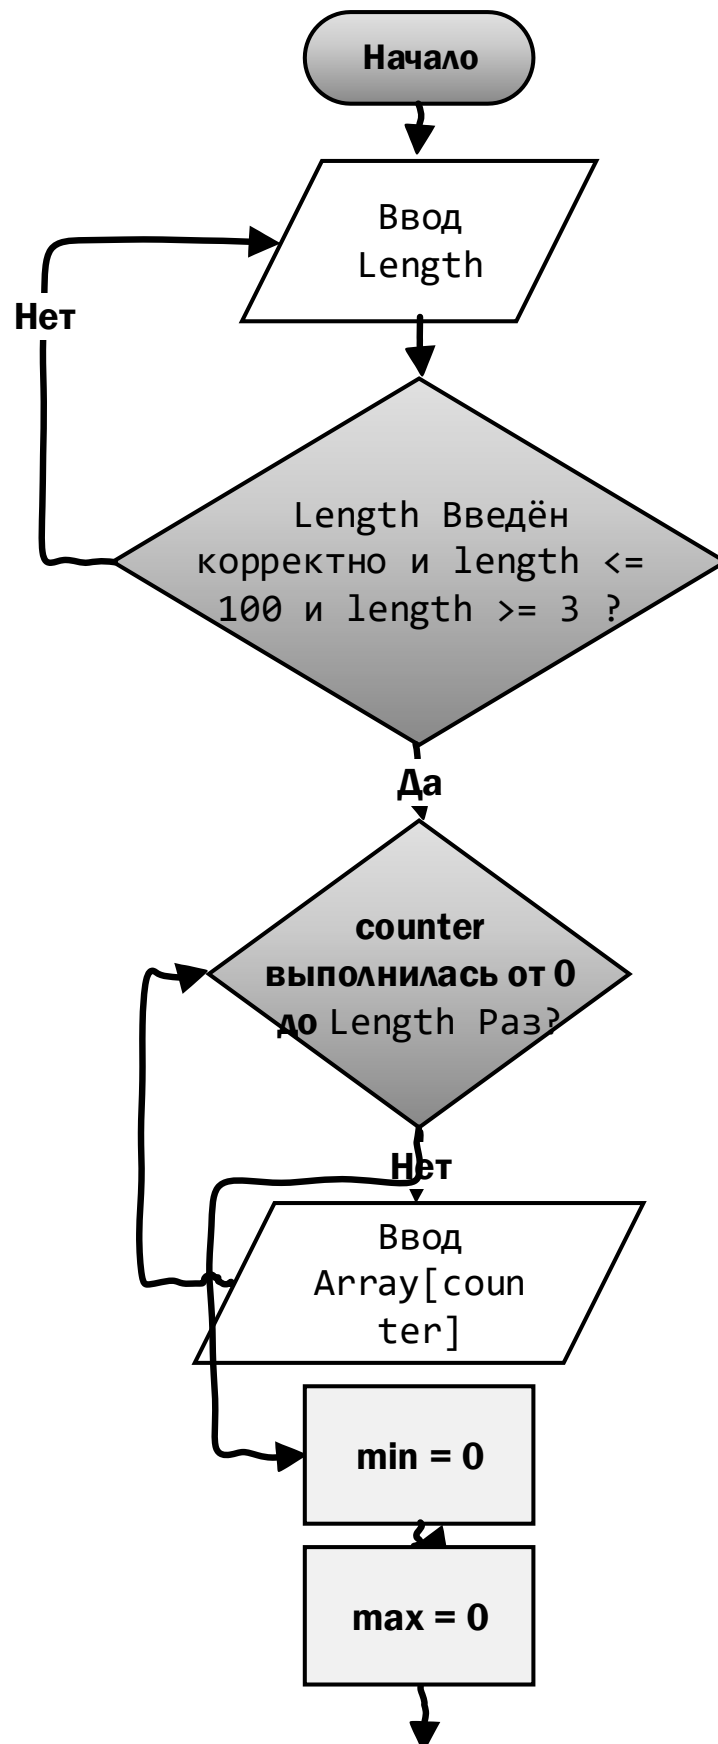 Начало
Ввод
Length
Нет
Length Введён
корректно и length <=
100 и length >= 3 ?
Да
counter
выполнилась от 0
до Length Раз?
Нет
Ввод
Array[coun
ter]
min = 0
max = 0